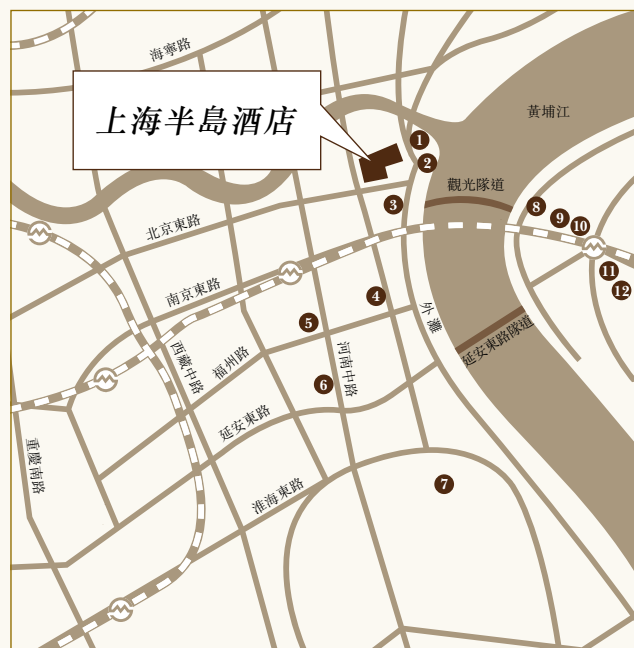 海寧路
上海半島酒店
黃埔江
1
2
觀光隧道
3
8
9
10
北京東路
11
12
南京東路
4
外灘
5
河南中路
延安東路隧道
西藏中路
福州路
6
延安東路
重慶南路
7
淮海東路